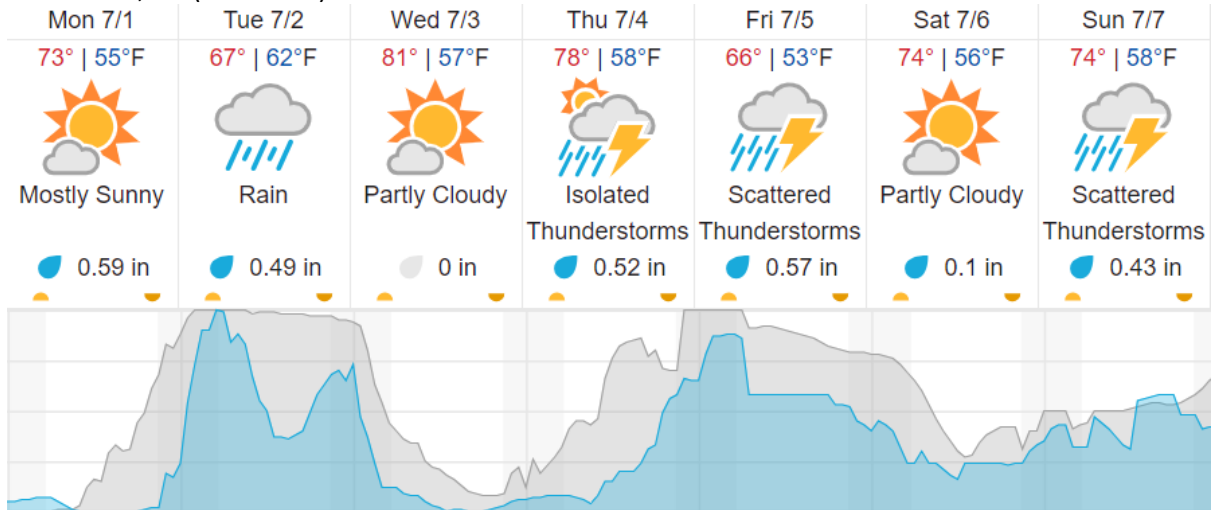 Mon 7/1 Tue 7/2 Wed 7/3 Thu 7/4 Fri 7/5 Sat 7/6 Sun 7/7
73° | 55°F 67° | 62°F 81° | 57°F 78° | 58°F 66° | 53°F 74° | 56°F 74° | 58°F
Mostly Sunny Rain Partly Cloudy Isolated Scattered Partly Cloudy Scattered
Thunderstorms Thunderstorms Thunderstorms
0.59 in 0.49 in 0 in 0.52 in 0.57 in 0.1 in 0.43 in